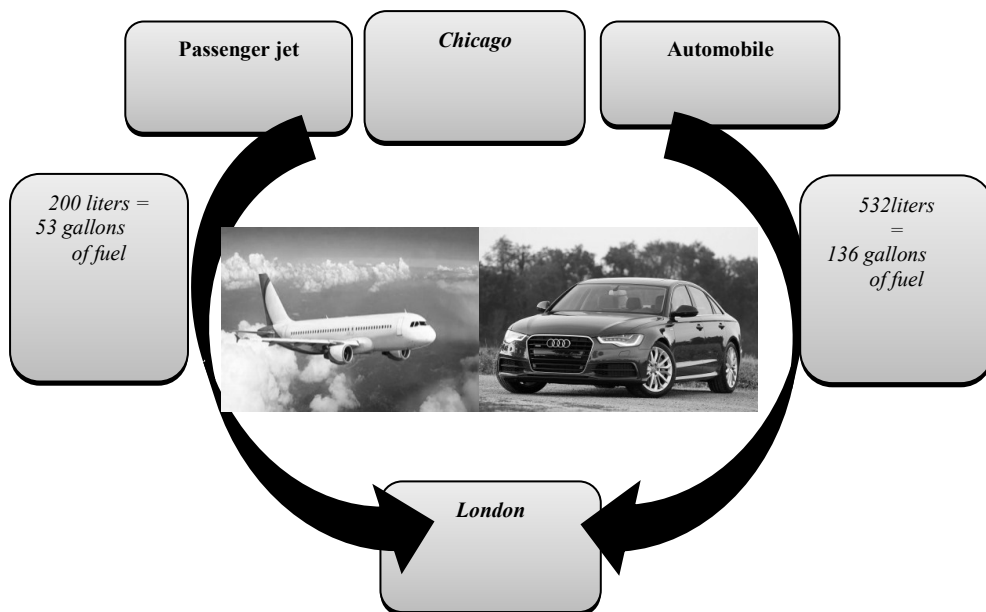 Passenger jet
Chicago
Automobile
200 liters =
53 gallons
of fuel
532liters
=
136 gallons
of fuel
London